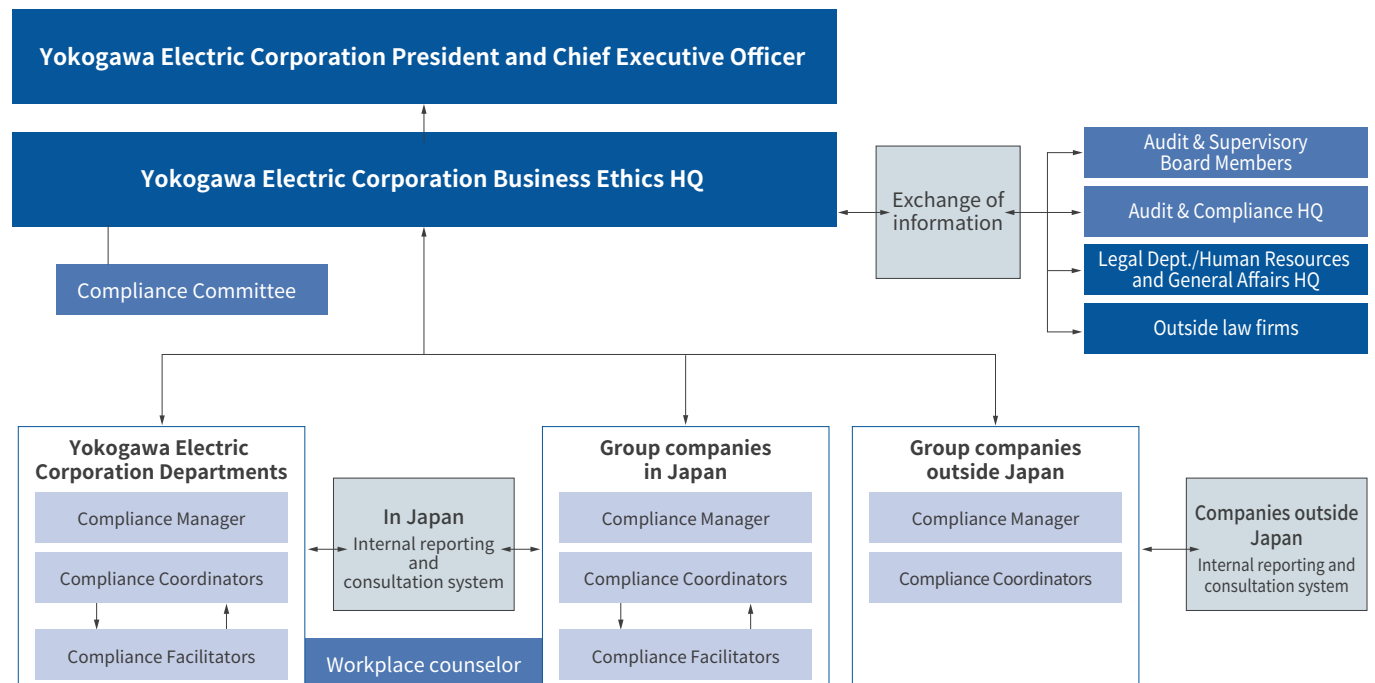 Yokogawa Electric Corporation President and Chief Executive Officer
Yokogawa Electric Corporation Business Ethics HQ
Compliance Committee
Exchange of
information
Audit & Supervisory
Board Members
Audit & Compliance HQ
Legal Dept./Human Resources
and General Affairs HQ
Outside law firms
Yokogawa Electric
Corporation Departments
Compliance Manager
Compliance Coordinators
Compliance Facilitators
In Japan
Internal reporting
and
consultation system
Workplace counselor
Group companies
in Japan
Compliance Manager
Compliance Coordinators
Compliance Facilitators
Group companies
outside Japan
Compliance Manager
Compliance Coordinators
Companies outside
Japan
Internal reporting and
consultation system